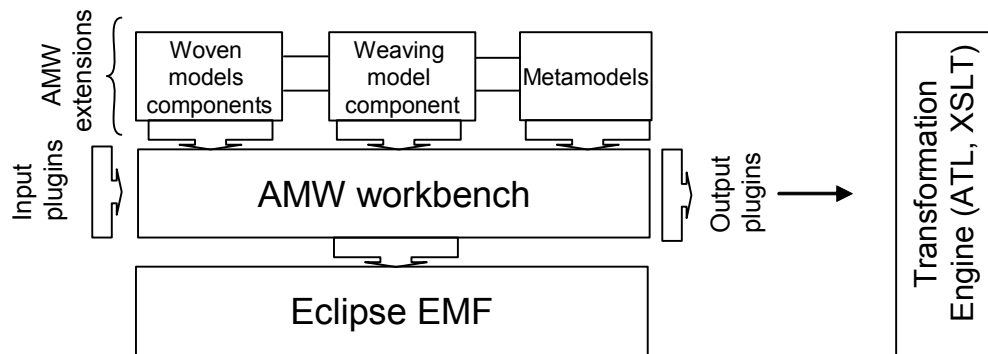 AMW
extensions
Woven
models
components
Weaving
model
component
Metamodels
Input
plugins
AMW workbench
Output
plugins
Transformation
Engine (ATL, XSLT)
Eclipse EMF